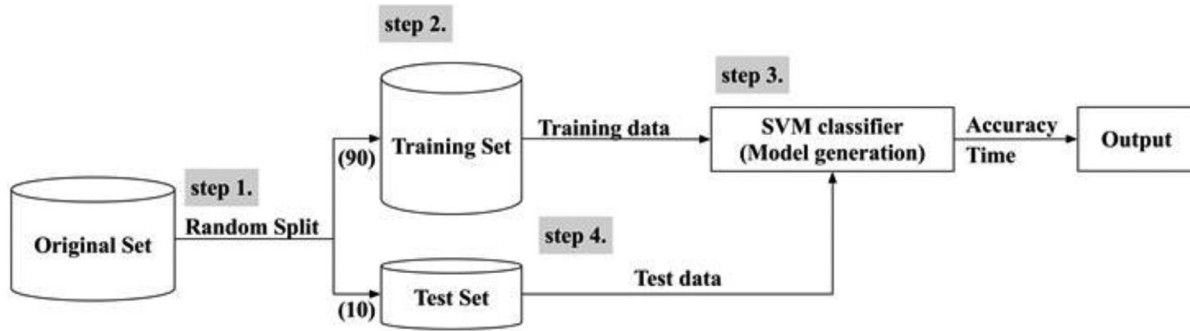 step 1.
Original Set
Random Split
(90)
(10)
step 2.
Training Set
Test Set
Training data
step 3.
SVM classifier
(Model generation)
step 4.
Test data
Accuracy
Time
Output